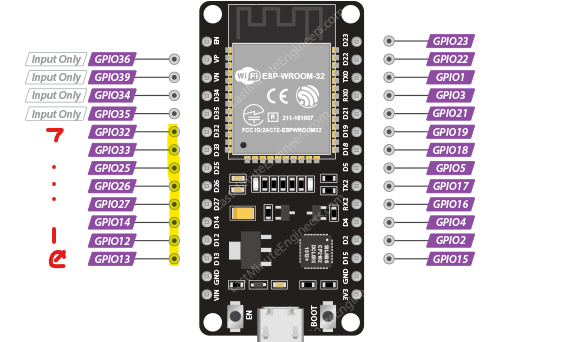 GPIO23
EN
D23
Input Only GPIO36 VP D22 GPIO22
Input Only GPIO39 VN TX0 GPIO1
Input Only GPIO34 D34 RX0 GPIO3
Input Only GPIO35 D35 D21 GPIO21
7 GPIO32 D32 D19 GPIO19
GPIO33 D33 D18 GPIO18
GPIO25 D25 D5 GPIO5
GPIO26 D26 TX2 GPIO17
GPIO27 D27 RX2 GPIO16
GPIO14 D14 D4 GPIO4
1 GPIO12 D12 D2 GPIO2
0 GPIO13 D13 D15 GPIO15
GND GND
VIN 3V3
WiFi ESP-WROOM-32
CE
R 211-161007
FCC ID:2AC7Z-ESPWROOM32
SILABS
CP2102
EN
BOOT
LastMinuteEngineers.com